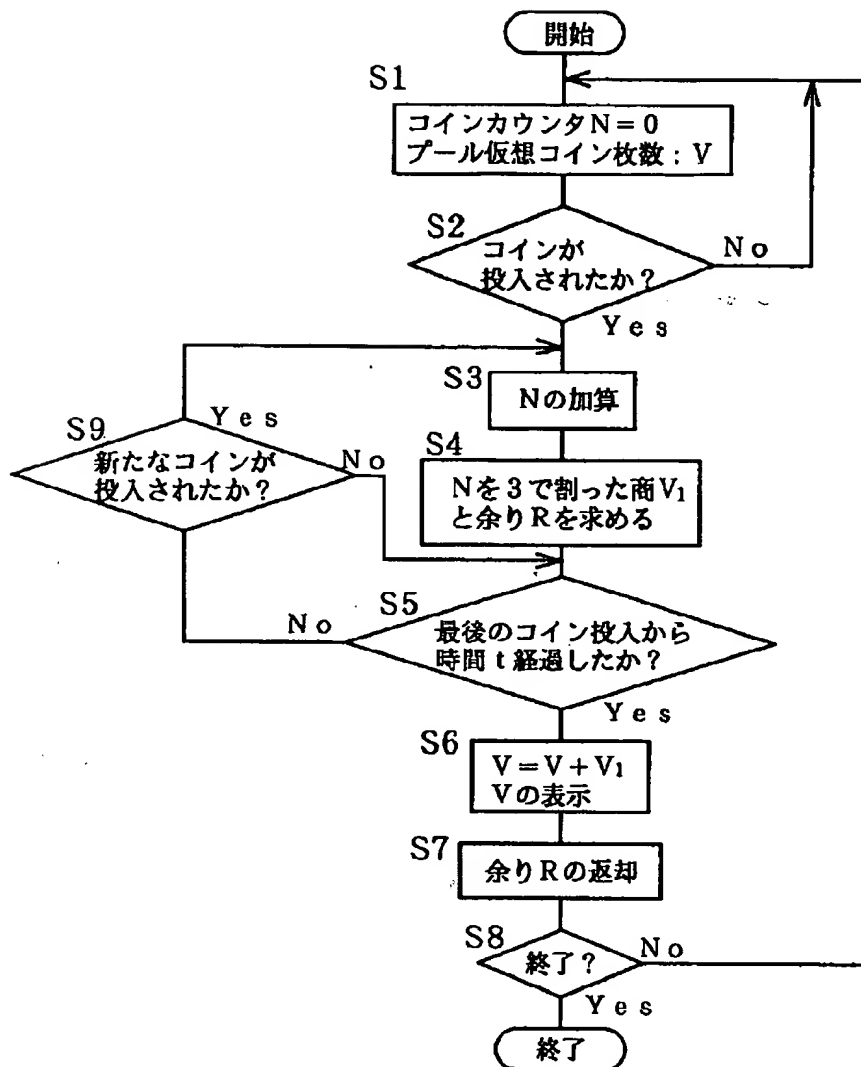 開始
S1
コインカウンタN＝0
プール仮想コイン枚数：V
S2
コインが
投入されたか？
No
Yes
S3
Nの加算
S9
Yes
新たなコインが
投入されたか？
No
S4
Nを3で割った商V₁
と余りRを求める
S5
No
最後のコイン投入から
時間t経過したか？
Yes
S6
V＝V＋V₁
Vの表示
S7
余りRの返却
S8
終了？
No
Yes
終了